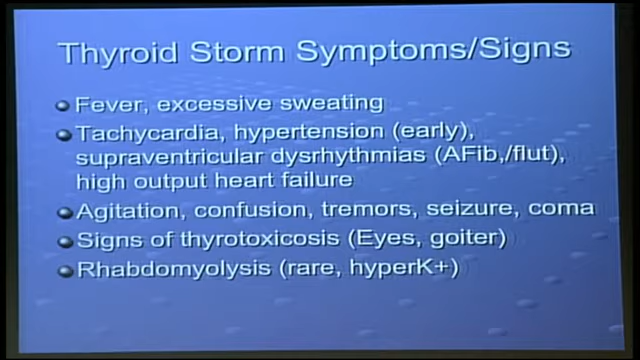 Thyroid Storm Symptoms/Signs
Fever, excessive sweating
Tachycardia, hypertension (early),
supraventricular dysrhythmias (AFib,/flut),
high output heart failure
Agitation, confusion, tremors, seizure, coma
Signs of thyrotoxicosis (Eyes, goiter)
Rhabdomyolysis (rare, hyperK+)